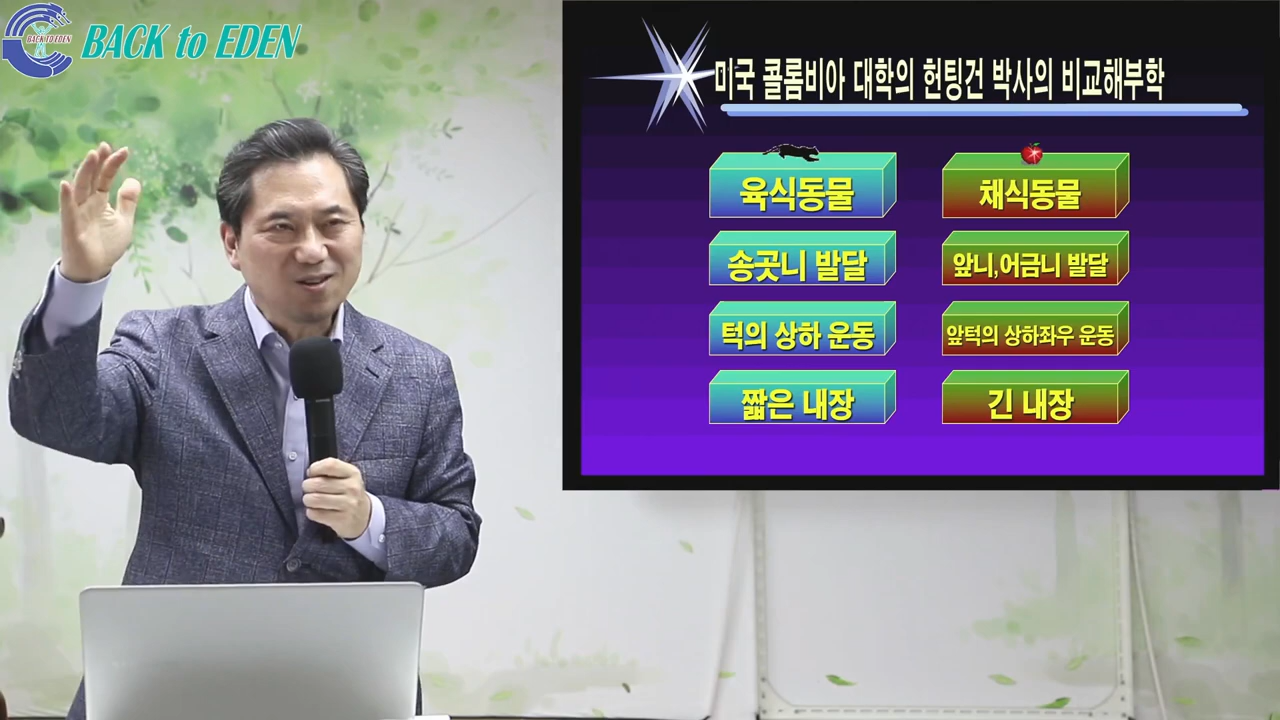 BACK TO EDEN
BACK to EDEN
미국 콜롬비아 대학의 헌팅건 박사의 비교해부학
육식동물
채식동물
송곳니 발달
앞니,어금니 발달
턱의 상하 운동
앞턱의 상하좌우 운동
짧은 내장
긴 내장